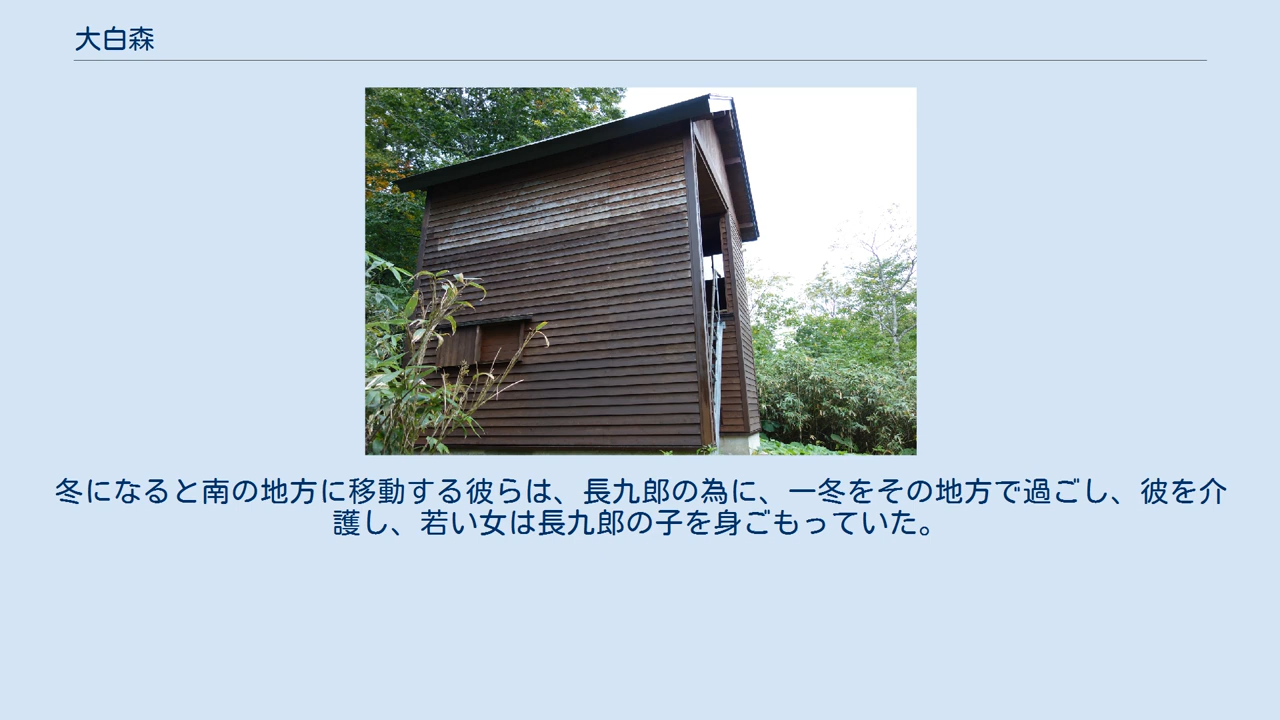 大白森
冬になると南の地方に移動する彼らは、長九郎の為に、一冬をその地方で過ごし、彼を介
護し、若い女は長九郎の子を身ごもっていた。